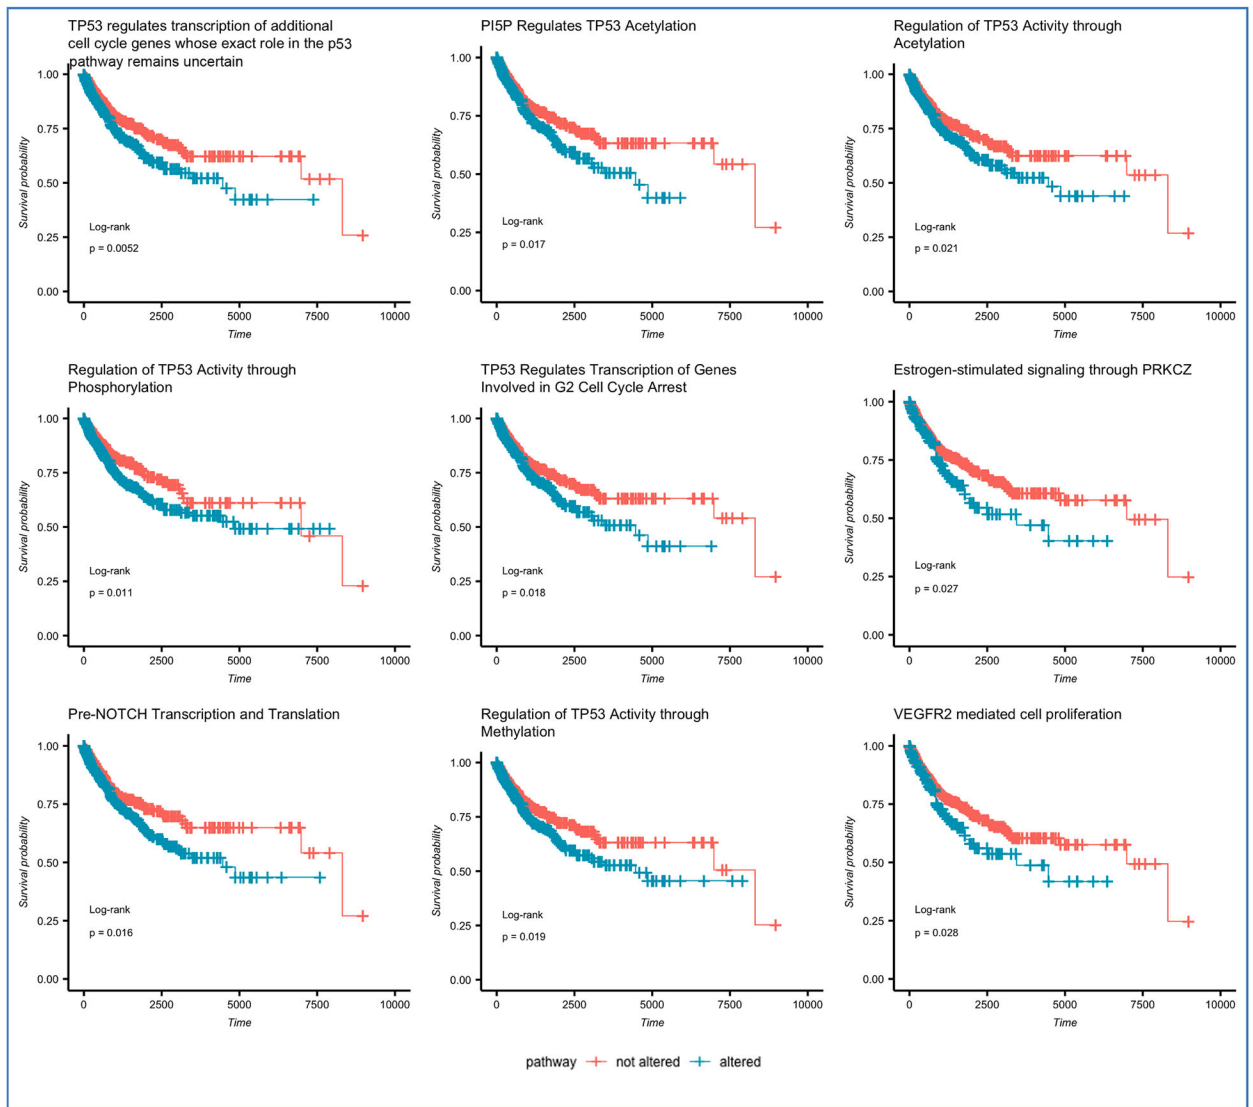 TP53 regulates transcription of additional
cell cycle genes whose exact role in the p53
pathway remains uncertain
1.00
0.75
0.50
0.25
0.00
Survival probability
Log-rank
p = 0.0052
0 2500 5000 7500 10000
Time
PI5P Regulates TP53 Acetylation
1.00
0.75
0.50
0.25
0.00
Survival probability
Log-rank
p = 0.017
0 2500 5000 7500 10000
Time
Regulation of TP53 Activity through
Acetylation
1.00
0.75
0.50
0.25
0.00
Survival probability
Log-rank
p = 0.021
0 2500 5000 7500 10000
Time
Regulation of TP53 Activity through
Phosphorylation
1.00
0.75
0.50
0.25
0.00
Survival probability
Log-rank
p = 0.011
0 2500 5000 7500 10000
Time
TP53 Regulates Transcription of Genes
Involved in G2 Cell Cycle Arrest
1.00
0.75
0.50
0.25
0.00
Survival probability
Log-rank
p = 0.018
0 2500 5000 7500 10000
Time
Estrogen-stimulated signaling through PRKCZ
1.00
0.75
0.50
0.25
0.00
Survival probability
Log-rank
p = 0.027
0 2500 5000 7500 10000
Time
Pre-NOTCH Transcription and Translation
1.00
0.75
0.50
0.25
0.00
Survival probability
Log-rank
p = 0.016
0 2500 5000 7500 10000
Time
Regulation of TP53 Activity through
Methylation
1.00
0.75
0.50
0.25
0.00
Survival probability
Log-rank
p = 0.019
0 2500 5000 7500 10000
Time
VEGFR2 mediated cell proliferation
1.00
0.75
0.50
0.25
0.00
Survival probability
Log-rank
p = 0.028
0 2500 5000 7500 10000
Time
pathway not altered altered